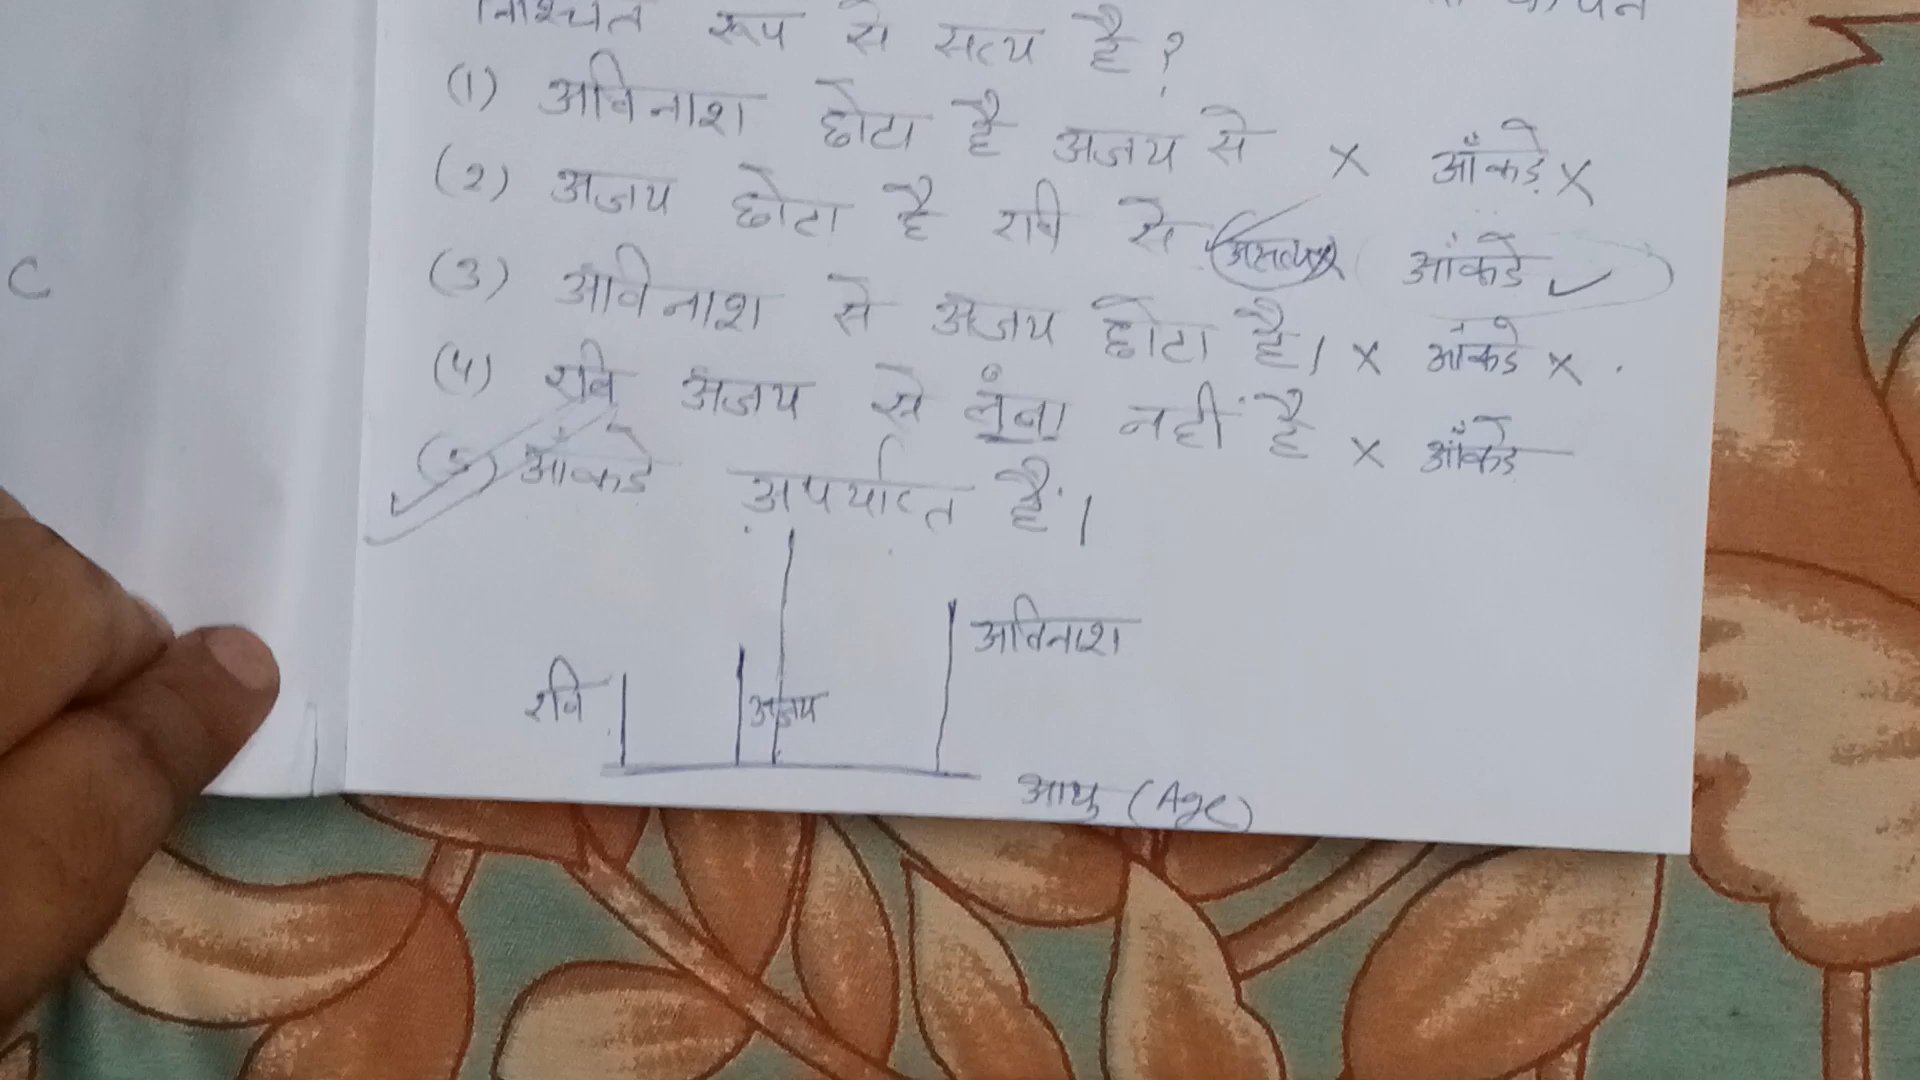 निश्चित रूप से सत्य है?
(1) अविनाश छोटा है अजय से × आँकड़े ×
(2) अजय छोटा है रवि से आंकडे ✓
(3) अविनाश से अजय छोटा है। × आंकडे ×
(4) रवि अजय से लंबा नहीं है × आँकडे
(5) आँकडे अपर्याप्त हैं।
C
रवि अजय अविनाश
आयु (Age)